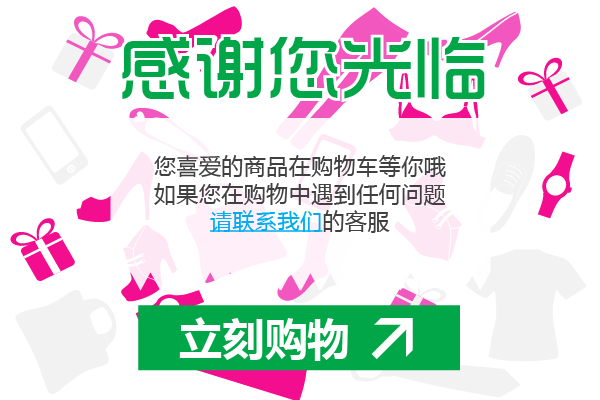 感谢您光临
您喜爱的商品在购物车等你哦
如果您在购物中遇到任何问题
请联系我们的客服
立刻购物